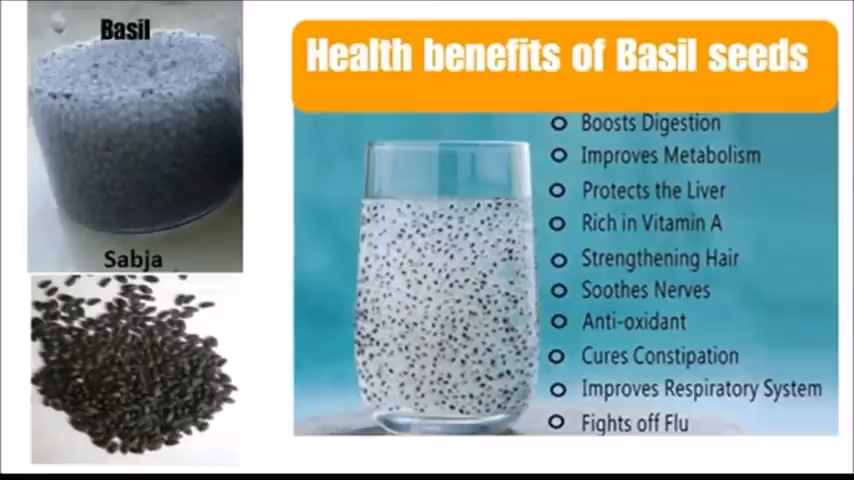 Basil
Sabja
Health benefits of Basil seeds
Boosts Digestion
Improves Metabolism
Protects the Liver
Rich in Vitamin A
Strengthening Hair
Soothes Nerves
Anti-oxidant
Cures Constipation
Improves Respiratory System
Fights off Flu